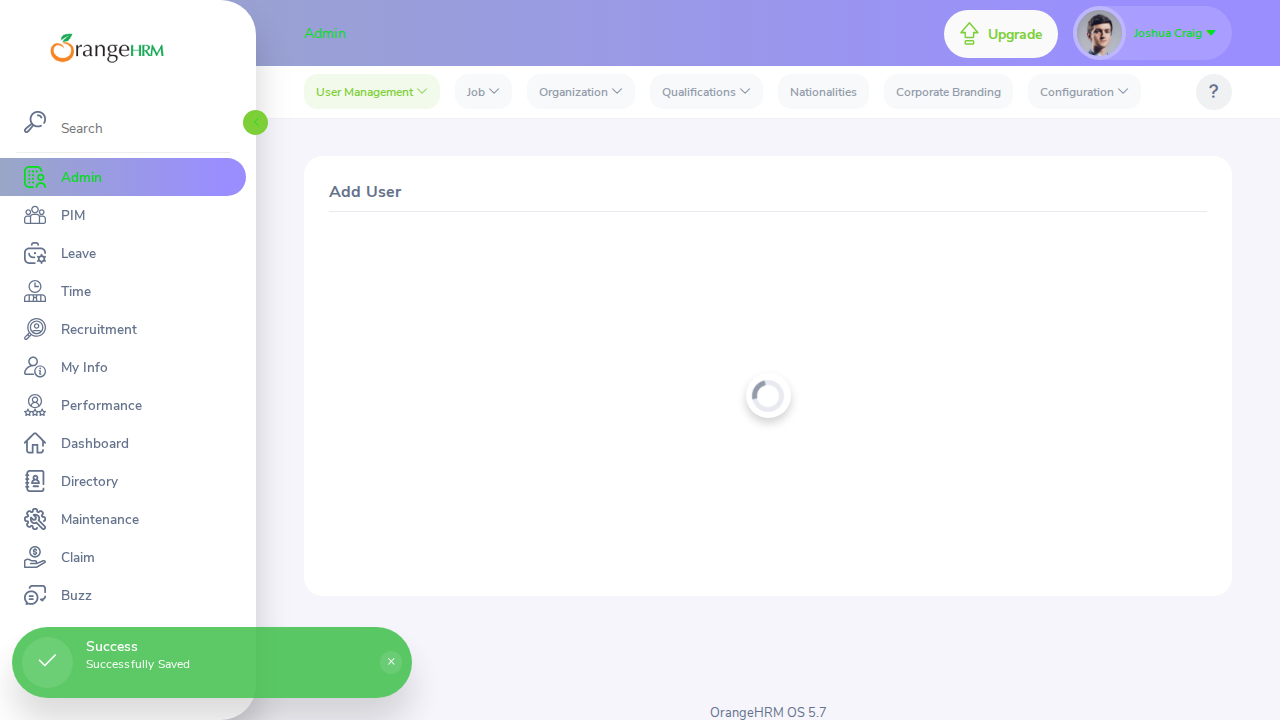 OrangeHRM
Admin
Upgrade
Joshua Craig
User Management
Job
Organization
Qualifications
Nationalities
Corporate Branding
Configuration
?
Search
Admin
PIM
Leave
Time
Recruitment
My Info
Performance
Dashboard
Directory
Maintenance
Claim
Buzz
Add User
Success
Successfully Saved
×
OrangeHRM OS 5.7